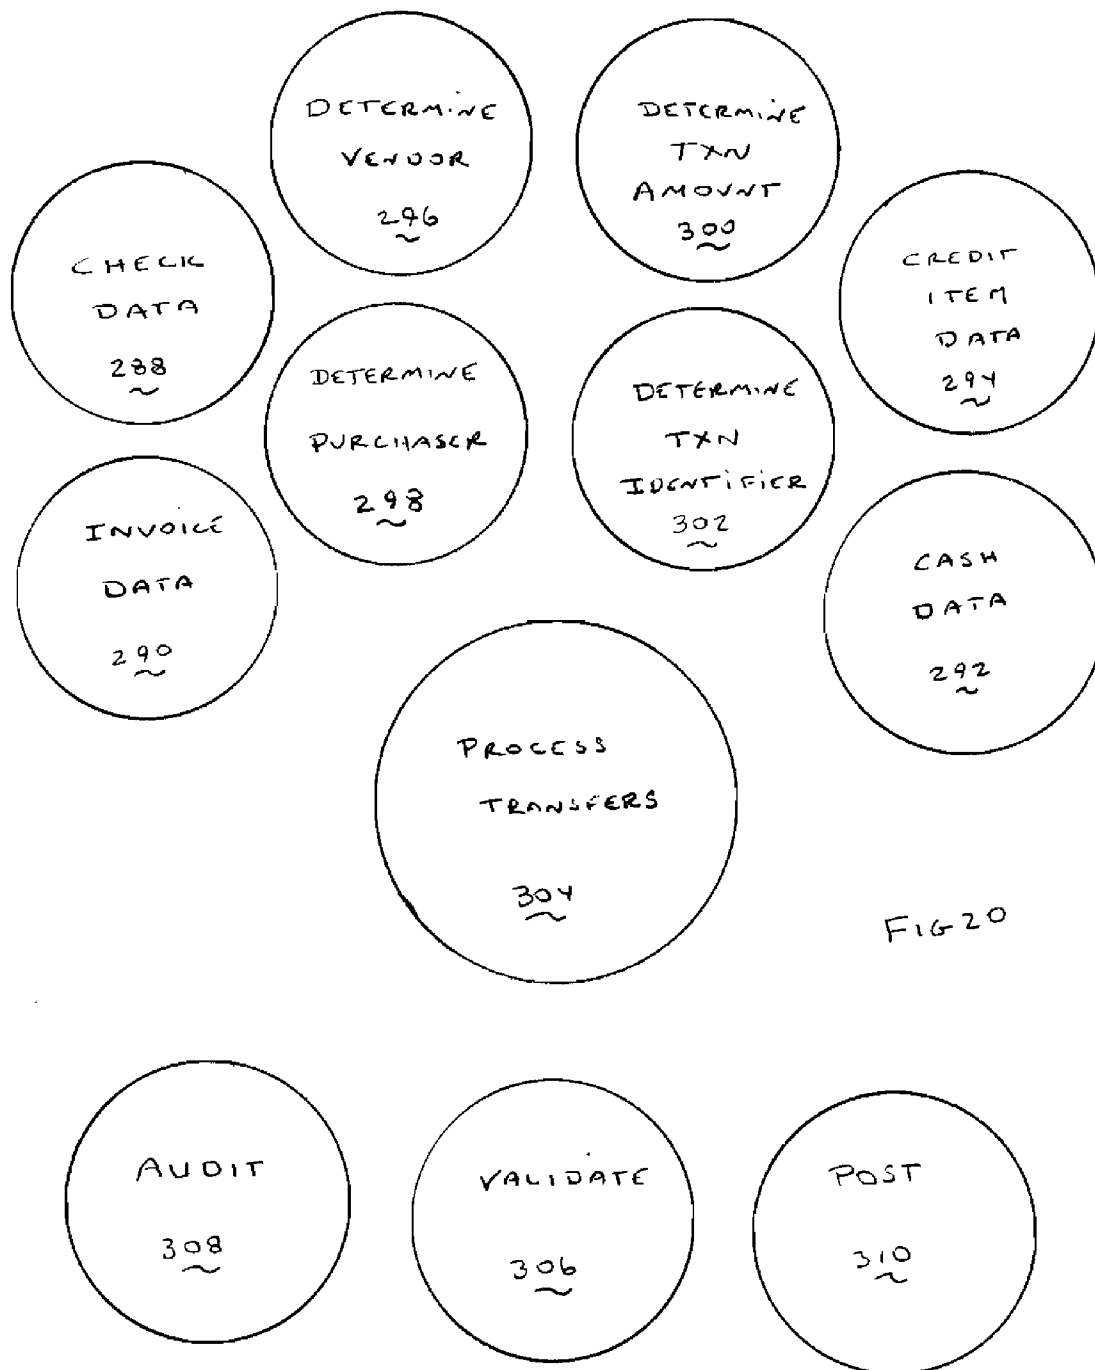 DETERMINE
VENDOR
296
DETERMINE
TXN
AMOUNT
300
CHECK
DATA
288
CREDIT
ITEM
DATA
294
DETERMINE
PURCHASER
298
DETERMINE
TXN
IDENTIFIER
302
INVOICE
DATA
290
CASH
DATA
292
PROCESS
TRANSFERS
304
FIG 20
AUDIT
308
VALIDATE
306
POST
310